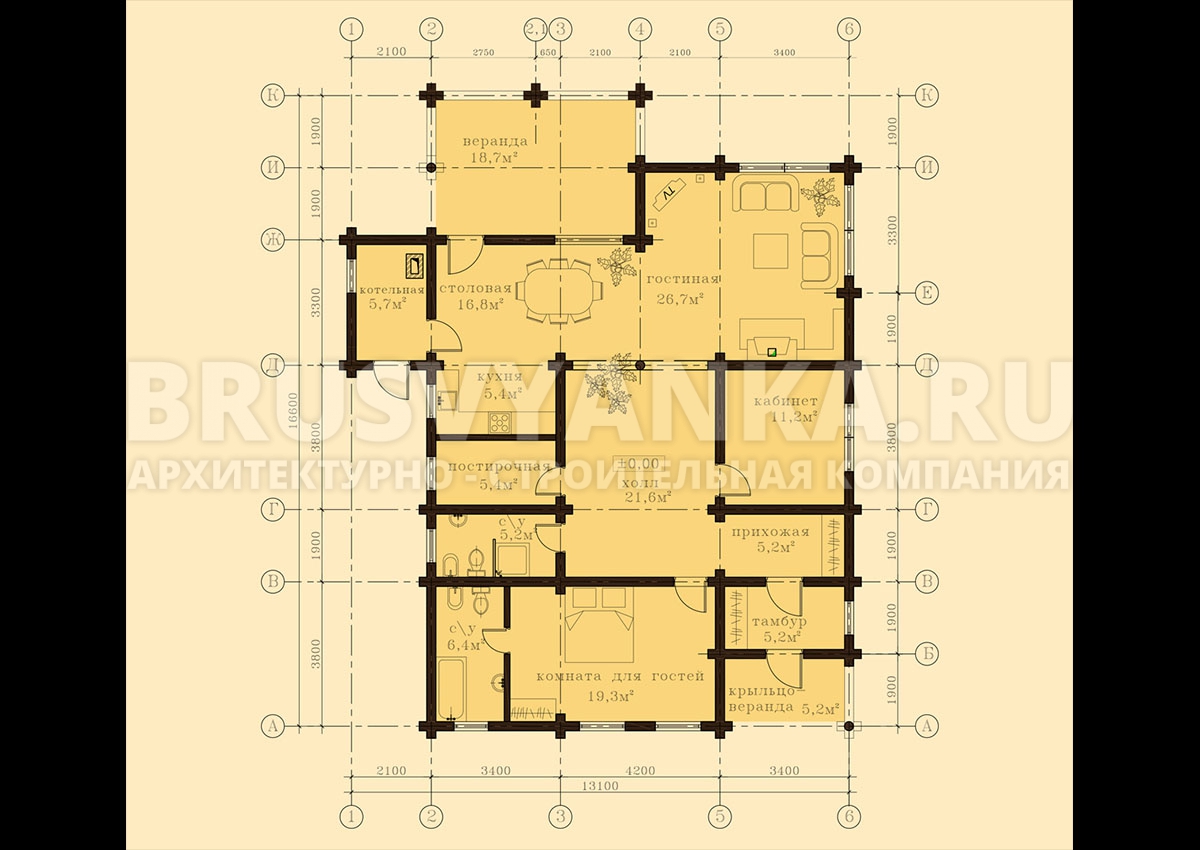 1 2 2,1 3 4 5 6
2100 2750 650 2100 2100 3400
К К
1900 1900
веранда
18,7м²
И И
1900 3300
TV
Ж
гостиная
26,7м²
котельная
5,7м²
столовая
16,8м²
Е
3300 1900
Д Д
BRUSVYANKA.RU
АРХИТЕКТУРНО-СТРОИТЕЛЬНАЯ КОМПАНИЯ
16600
кухня
5,4м²
кабинет
11,2м²
3800 3800
постирочная
5,4м²
±0,00
холл
21,6м²
Г Г
с\у
5,2м²
прихожая
5,2м²
1900 1900
В В
с\у
6,4м²
тамбур
5,2м²
1900
3800
Б
комната для гостей
19,3м²
крыльцо-
веранда 5,2м²
1900
А А
2100 3400 4200 3400
13100
1 2 3 5 6